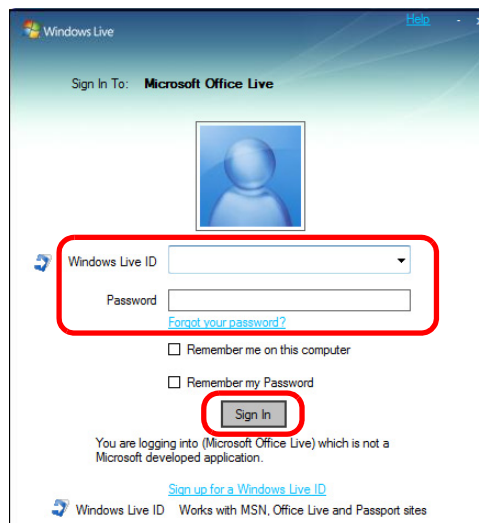 Help
Windows Live
Sign In To: Microsoft Office Live
Windows Live ID
Password
Forgot your password?
Remember me on this computer
Remember my Password
Sign In
You are logging into (Microsoft Office Live) which is not a
Microsoft developed application.
Sign up for a Windows Live ID
Windows Live ID Works with MSN, Office Live and Passport sites